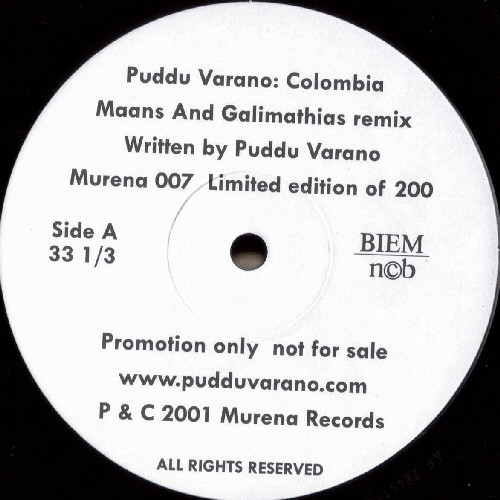 Puddu Varano: Colombia
Maans And Galimathias remix
Written by Puddu Varano
Murena 007 Limited edition of 200
Side A
33 1/3
BIEM
n©b
Promotion only not for sale
www.pudduvarano.com
P & C 2001 Murena Records
ALL RIGHTS RESERVED